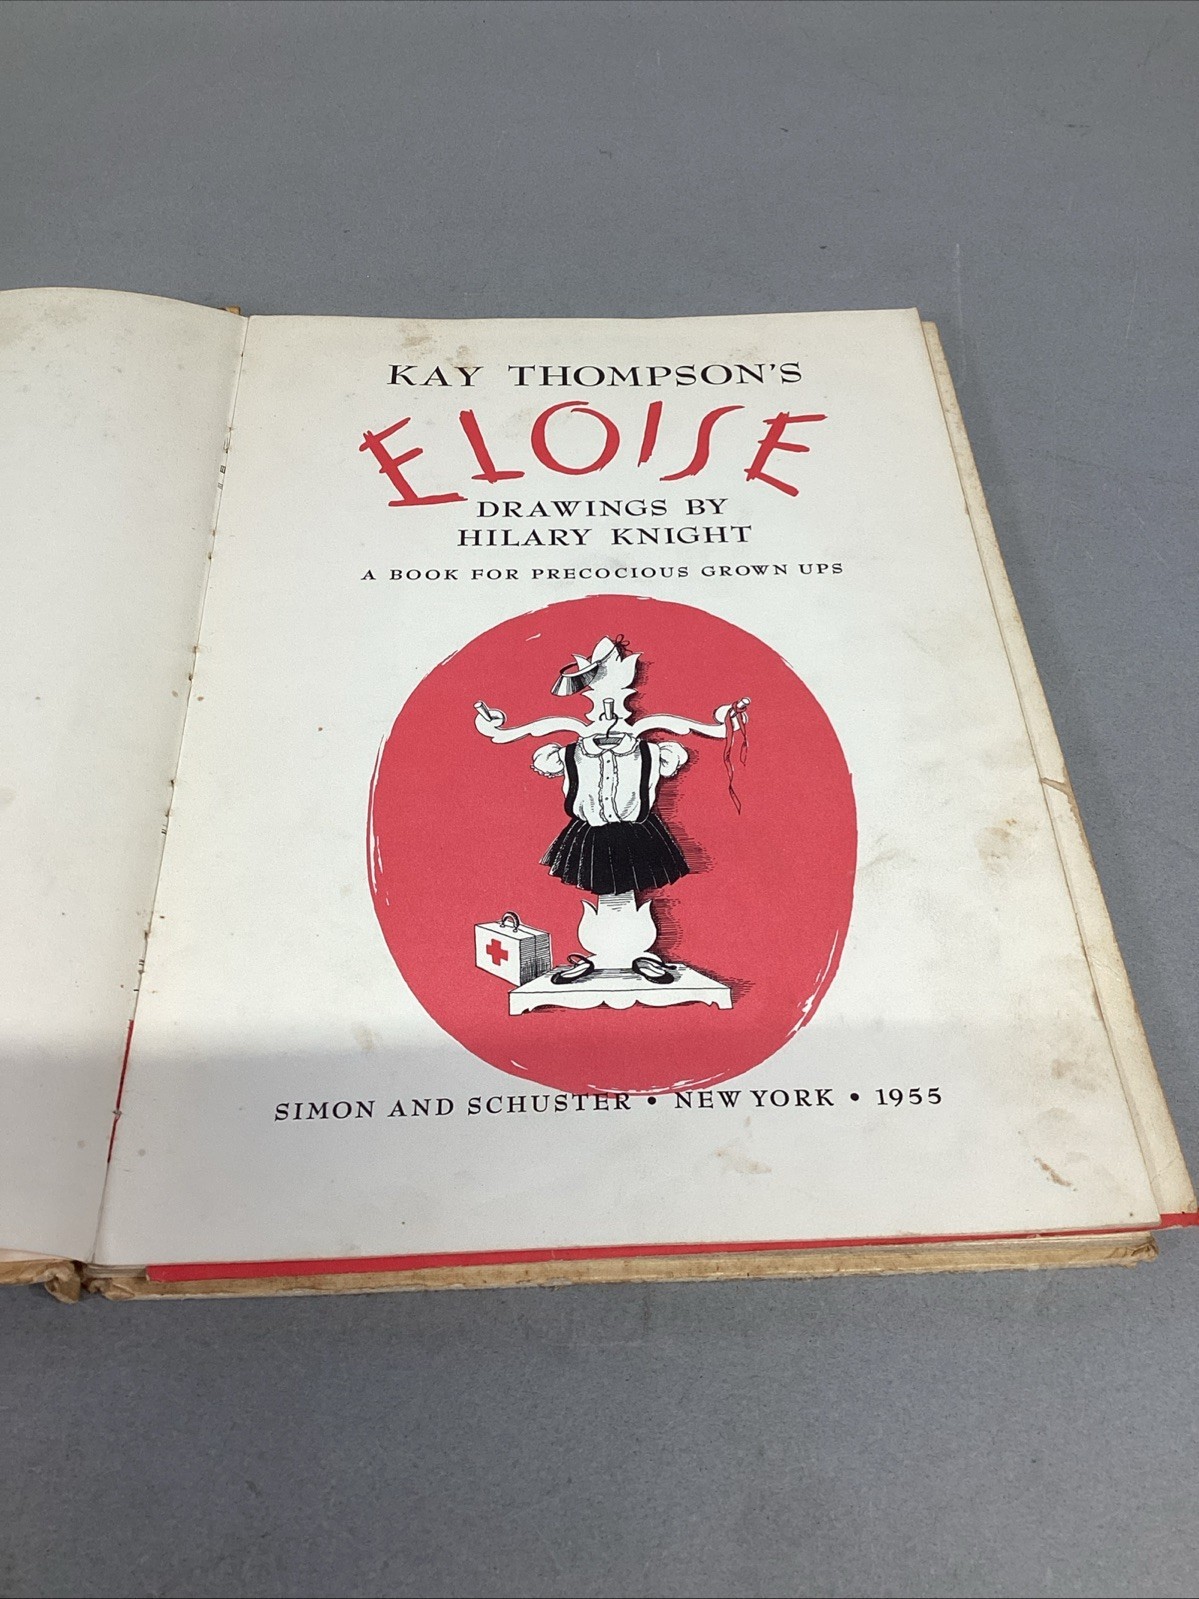 KAY THOMPSON'S
ELOISE
DRAWINGS BY
HILARY KNIGHT
A BOOK FOR PRECOCIOUS GROWN UPS
SIMON AND SCHUSTER • NEW YORK • 1955